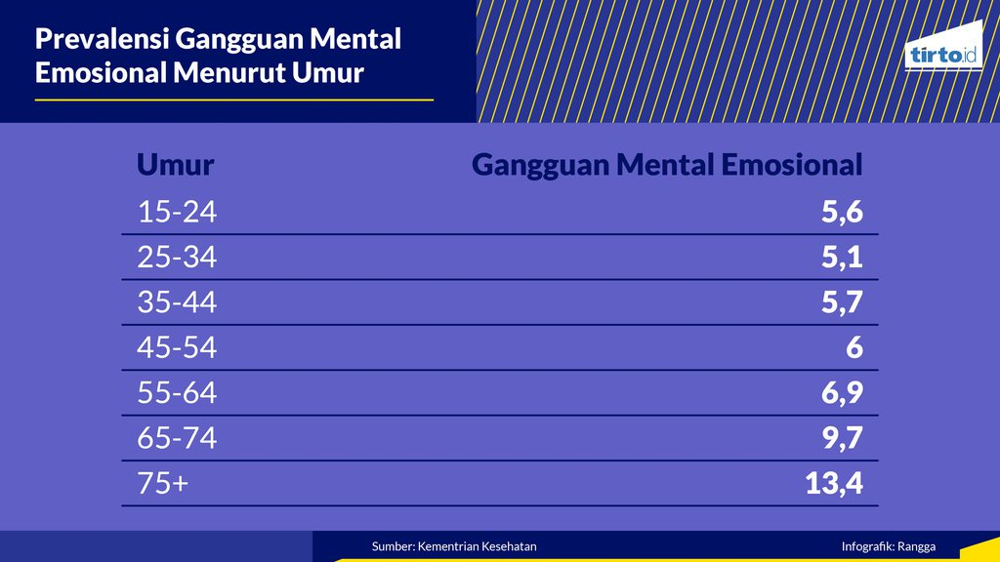 Prevalensi Gangguan Mental
Emosional Menurut Umur
tirto.id
Umur Gangguan Mental Emosional
15-24 5,6
25-34 5,1
35-44 5,7
45-54 6
55-64 6,9
65-74 9,7
75+ 13,4
Sumber: Kementrian Kesehatan Infografik: Rangga